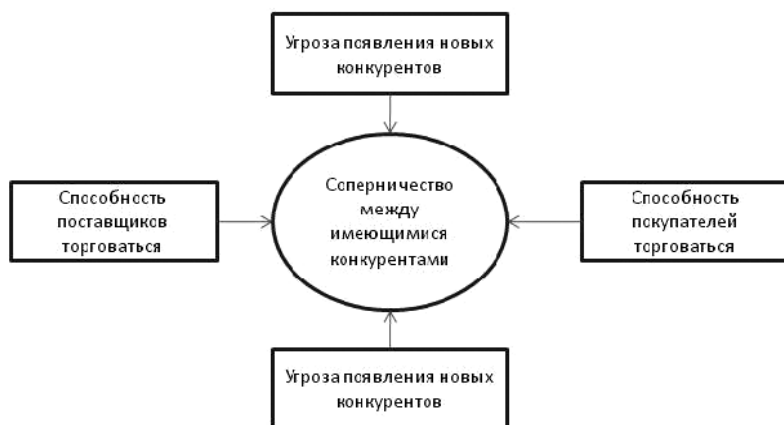 Угроза появления новых
конкурентов
Способность
поставщиков
торговаться
Соперничество
между
имеющимися
конкурентами
Способность
покупателей
торговаться
Угроза появления новых
конкурентов